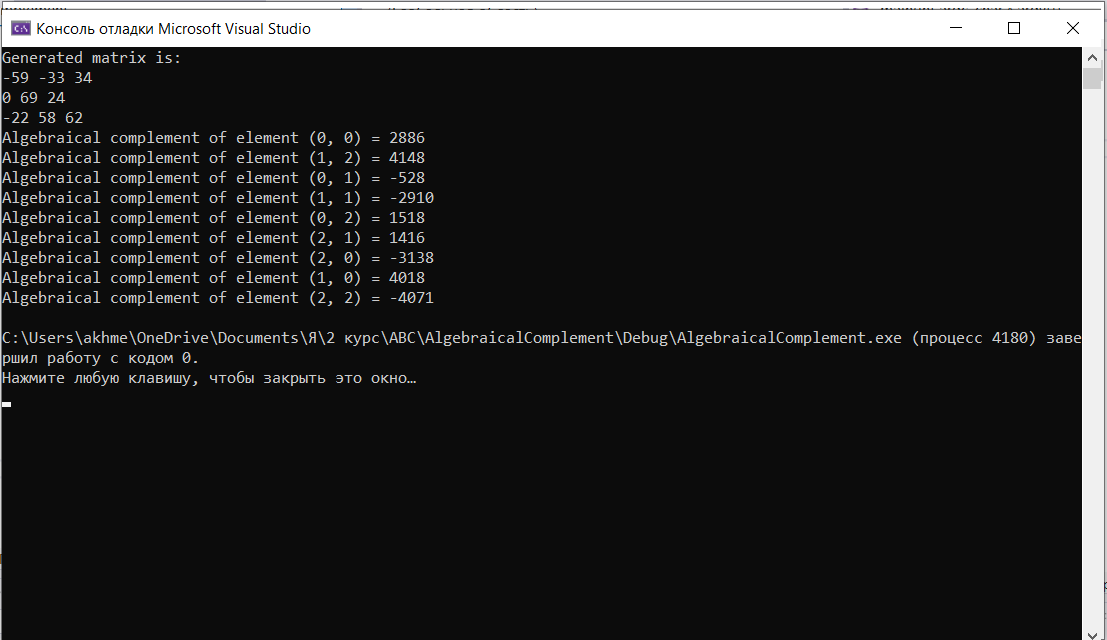 Консоль отладки Microsoft Visual Studio
Generated matrix is:
-59 -33 34
0 69 24
-22 58 62
Algebraical complement of element (0, 0) = 2886
Algebraical complement of element (1, 2) = 4148
Algebraical complement of element (0, 1) = -528
Algebraical complement of element (1, 1) = -2910
Algebraical complement of element (0, 2) = 1518
Algebraical complement of element (2, 1) = 1416
Algebraical complement of element (2, 0) = -3138
Algebraical complement of element (1, 0) = 4018
Algebraical complement of element (2, 2) = -4071
C:\Users\akhme\OneDrive\Documents\Я\2 курс\АВС\AlgebraicalComplement\Debug\AlgebraicalComplement.exe (процесс 4180) заве
ршил работу с кодом 0.
Нажмите любую клавишу, чтобы закрыть это окно…